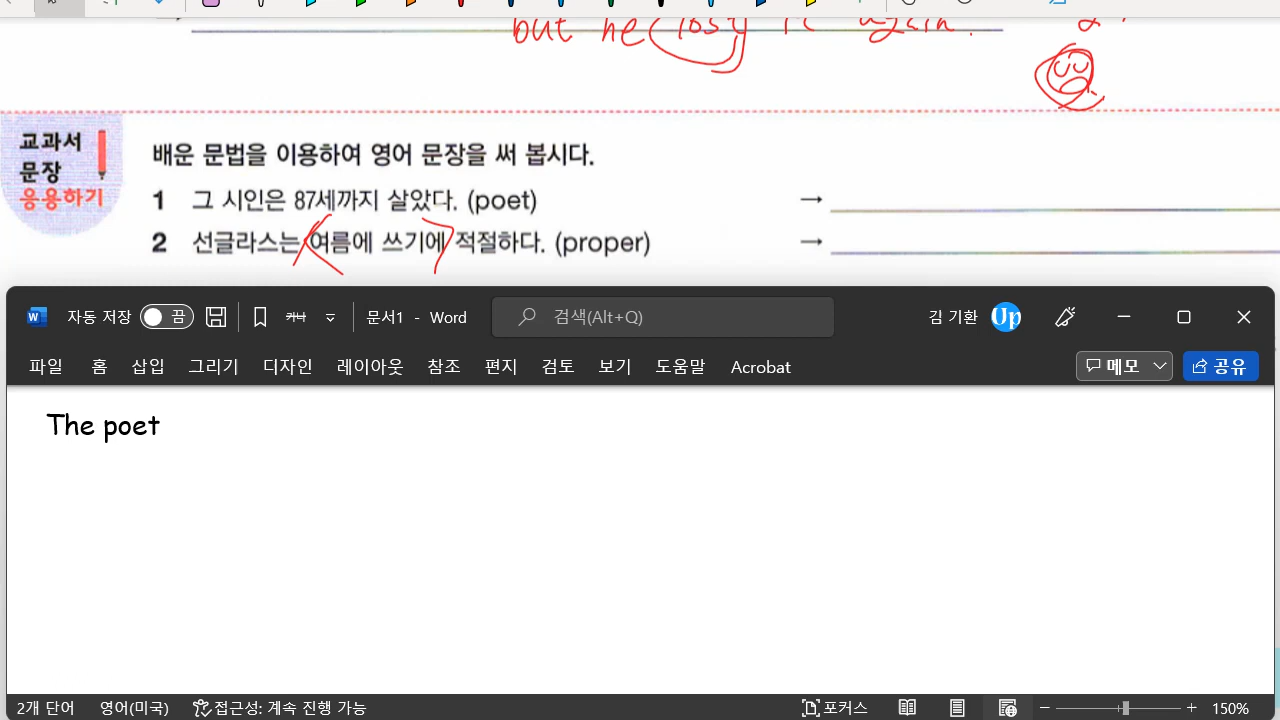 but he lost it again.
교과서
문장
응용하기
배운 문법을 이용하여 영어 문장을 써 봅시다.
1 그 시인은 87세까지 살았다. (poet) →
2 선글라스는 여름에 쓰기에 적절하다. (proper) →
자동 저장 끔 가나 문서1 - Word 검색(Alt+Q) 김 기환 Up
파일 홈 삽입 그리기 디자인 레이아웃 참조 편지 검토 보기 도움말 Acrobat 메모 공유
The poet
2개 단어 영어(미국) 접근성: 계속 진행 가능 포커스 150%